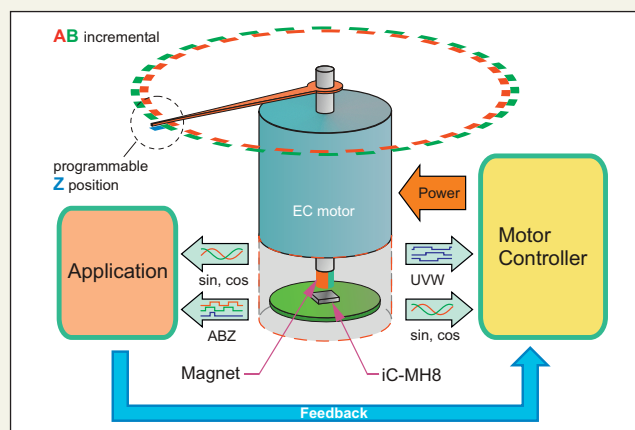 AB incremental
programmable
Z position
EC motor
Power
Motor
Controller
Application
sin, cos
UVW
ABZ
sin, cos
Magnet
iC-MH8
Feedback